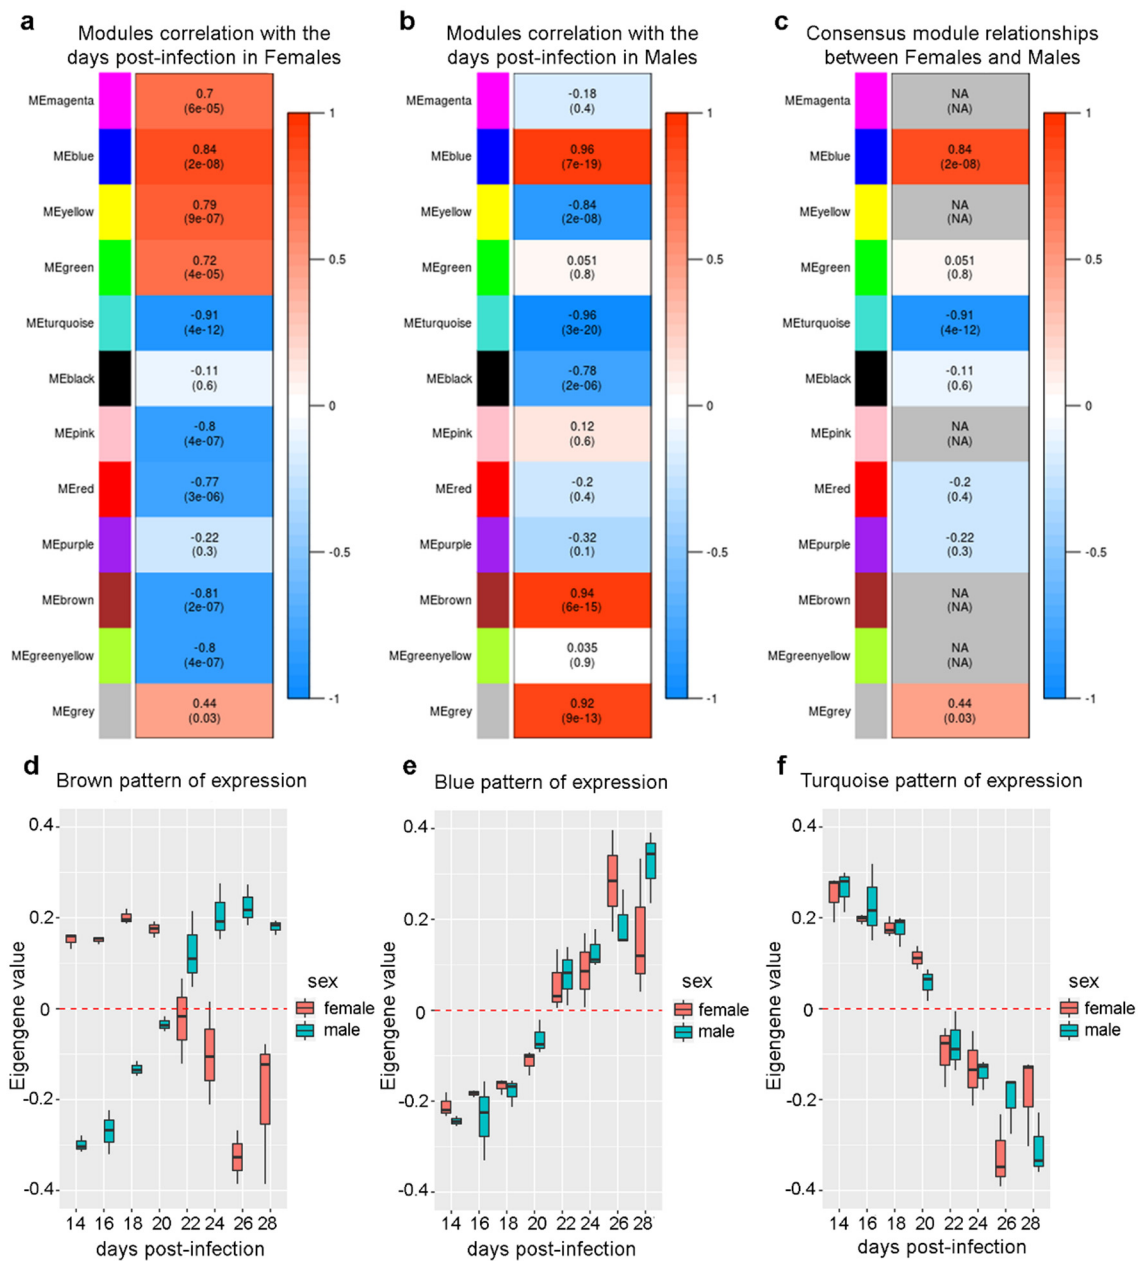 a
Modules correlation with the
days post-infection in Females
MEmagenta
0.7
(6e-05)
MEblue
0.84
(2e-08)
MEyellow
0.79
(9e-07)
MEgreen
0.72
(4e-05)
MEturquoise
-0.91
(4e-12)
MEblack
-0.11
(0.6)
MEpink
-0.8
(4e-07)
MEred
-0.77
(3e-06)
MEpurple
-0.22
(0.3)
MEbrown
-0.81
(2e-07)
MEgreenyellow
-0.8
(4e-07)
MEgrey
0.44
(0.03)
1
0.5
0
-0.5
-1
b
Modules correlation with the
days post-infection in Males
MEmagenta
-0.18
(0.4)
MEblue
0.96
(7e-19)
MEyellow
-0.84
(2e-08)
MEgreen
0.051
(0.8)
MEturquoise
-0.96
(3e-20)
MEblack
-0.78
(2e-06)
MEpink
0.12
(0.6)
MEred
-0.2
(0.4)
MEpurple
-0.32
(0.1)
MEbrown
0.94
(6e-15)
MEgreenyellow
0.035
(0.9)
MEgrey
0.92
(9e-13)
1
0.5
0
-0.5
-1
c
Consensus module relationships
between Females and Males
MEmagenta
NA
(NA)
MEblue
0.84
(2e-08)
MEyellow
NA
(NA)
MEgreen
0.051
(0.8)
MEturquoise
-0.91
(4e-12)
MEblack
-0.11
(0.6)
MEpink
NA
(NA)
MEred
-0.2
(0.4)
MEpurple
-0.22
(0.3)
MEbrown
NA
(NA)
MEgreenyellow
NA
(NA)
MEgrey
0.44
(0.03)
1
0.5
0
-0.5
-1
d
Brown pattern of expression
Eigengene value
0.4
0.2
0
-0.2
-0.4
14 16 18 20 22 24 26 28
days post-infection
sex
female
male
e
Blue pattern of expression
Eigengene value
0.4
0.2
0
-0.2
-0.4
14 16 18 20 22 24 26 28
days post-infection
sex
female
male
f
Turquoise pattern of expression
Eigengene value
0.4
0.2
0
-0.2
-0.4
14 16 18 20 22 24 26 28
days post-infection
sex
female
male